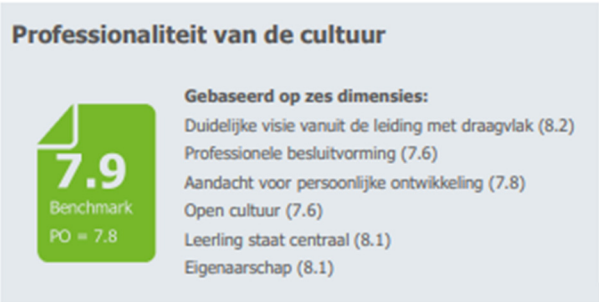 Professionaliteit van de cultuur
Gebaseerd op zes dimensies:
Duidelijke visie vanuit de leiding met draagvlak (8.2)
Professionele besluitvorming (7.6)
Aandacht voor persoonlijke ontwikkeling (7.8)
Open cultuur (7.6)
Leerling staat centraal (8.1)
Eigenaarschap (8.1)
7.9
Benchmark
PO = 7.8